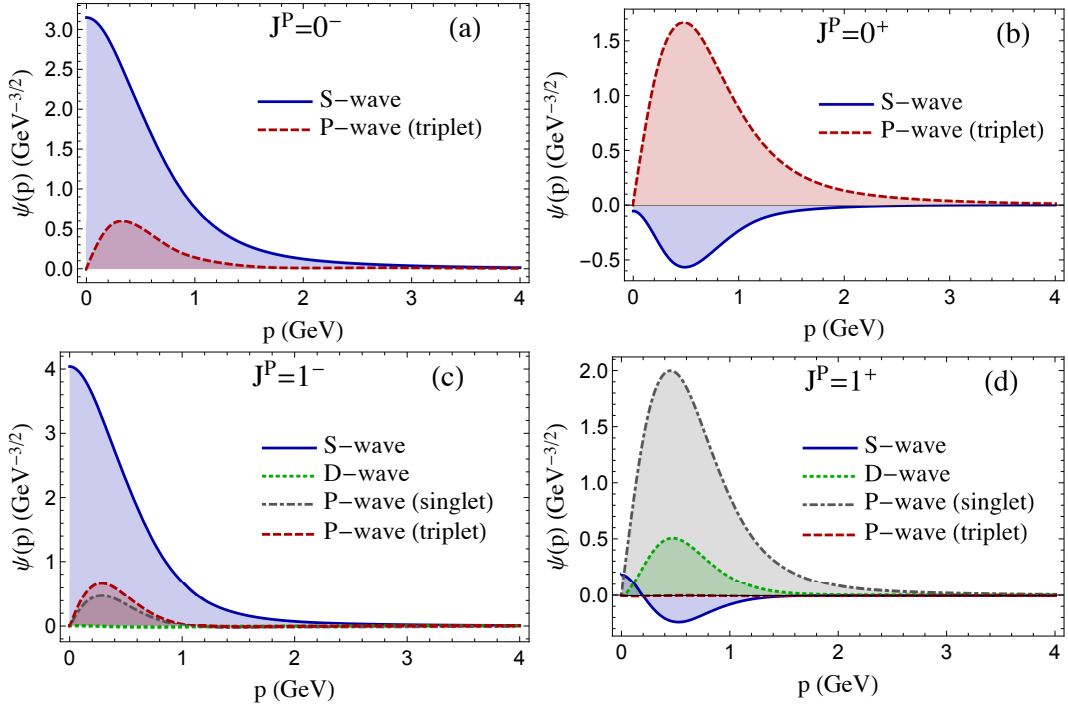 J^P=0^-
(a)
S-wave
P-wave (triplet)
ψ(p) (GeV^{-3/2})
3.0
2.5
2.0
1.5
1.0
0.5
0.0
0
1
2
3
4
p (GeV)
J^P=0^+
(b)
S-wave
P-wave (triplet)
ψ(p) (GeV^{-3/2})
1.5
1.0
0.5
0.0
−0.5
0
1
2
3
4
p (GeV)
J^P=1^-
(c)
S-wave
D-wave
P-wave (singlet)
P-wave (triplet)
ψ(p) (GeV^{-3/2})
4
3
2
1
0
0
1
2
3
4
p (GeV)
J^P=1^+
(d)
S-wave
D-wave
P-wave (singlet)
P-wave (triplet)
ψ(p) (GeV^{-3/2})
2.0
1.5
1.0
0.5
0.0
0
1
2
3
4
p (GeV)